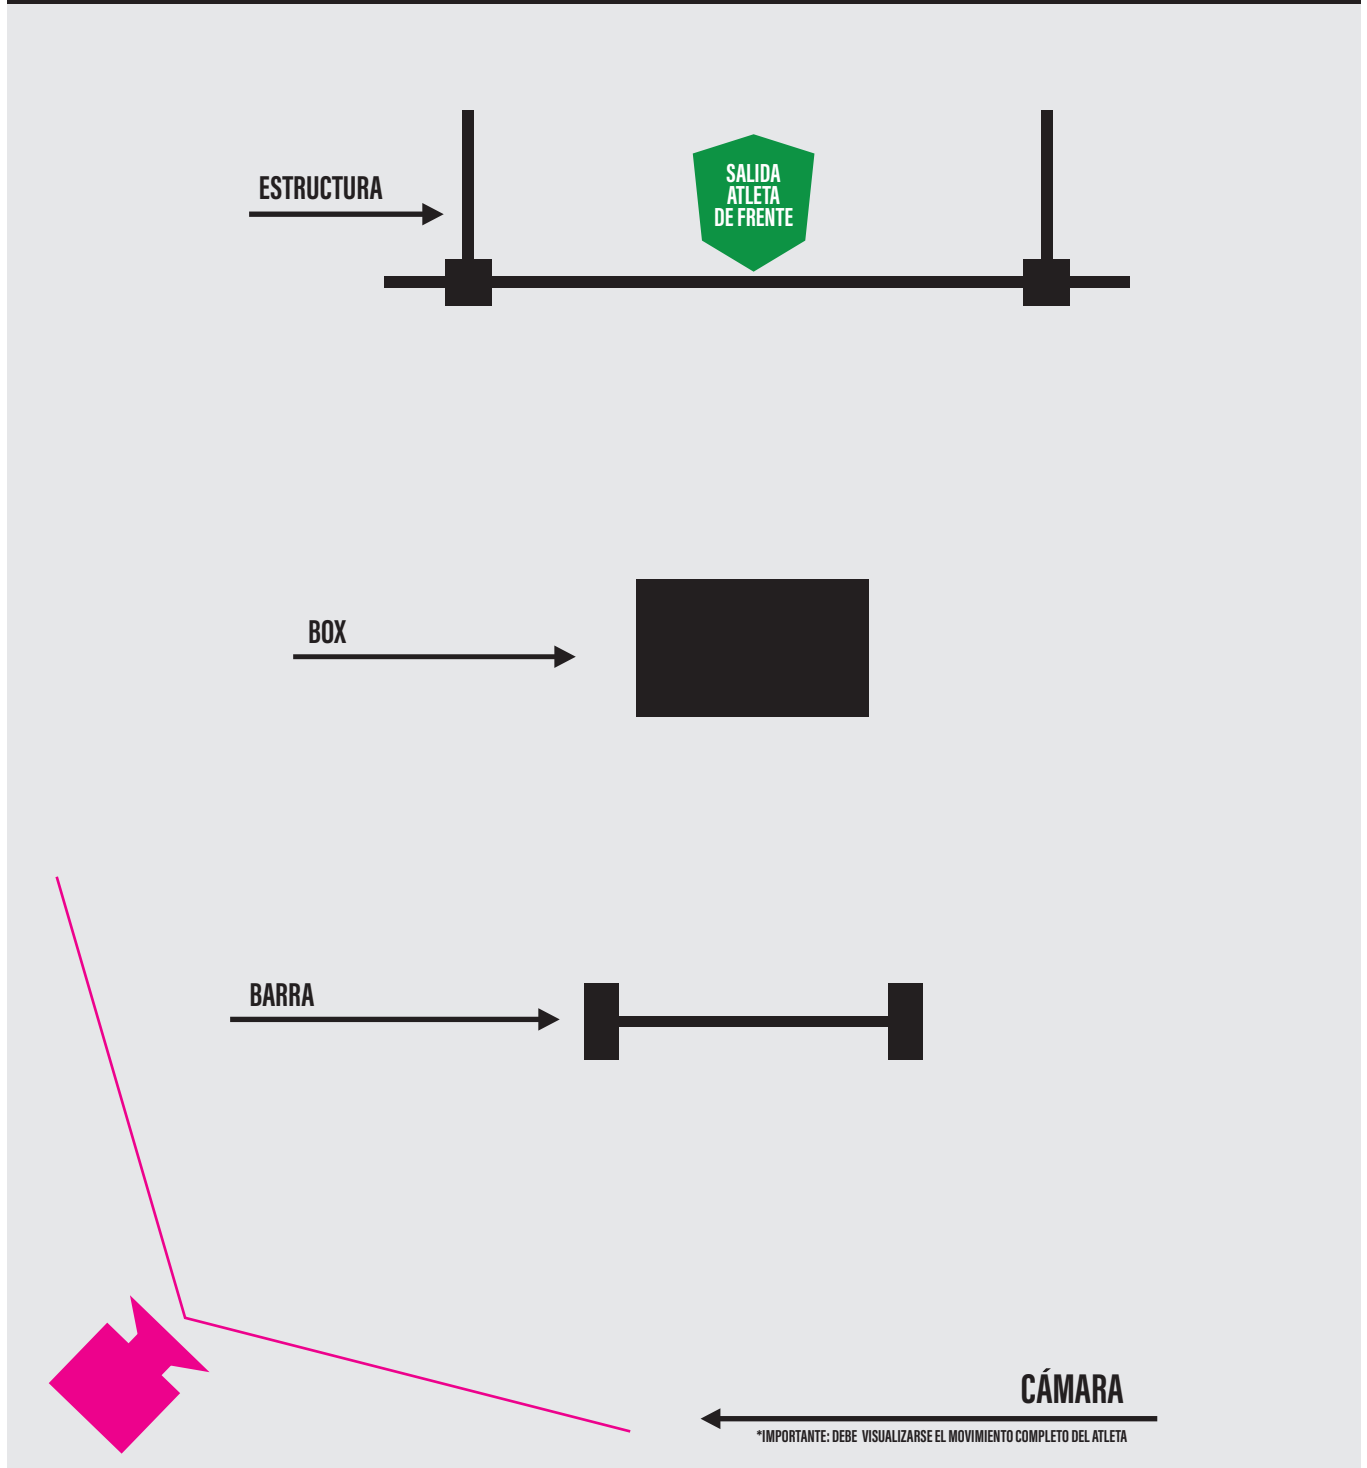 ESTRUCTURA
SALIDA
ATLETA
DE FRENTE
BOX
BARRA
CÁMARA
*IMPORTANTE: DEBE VISUALIZARSE EL MOVIMIENTO COMPLETO DEL ATLETA